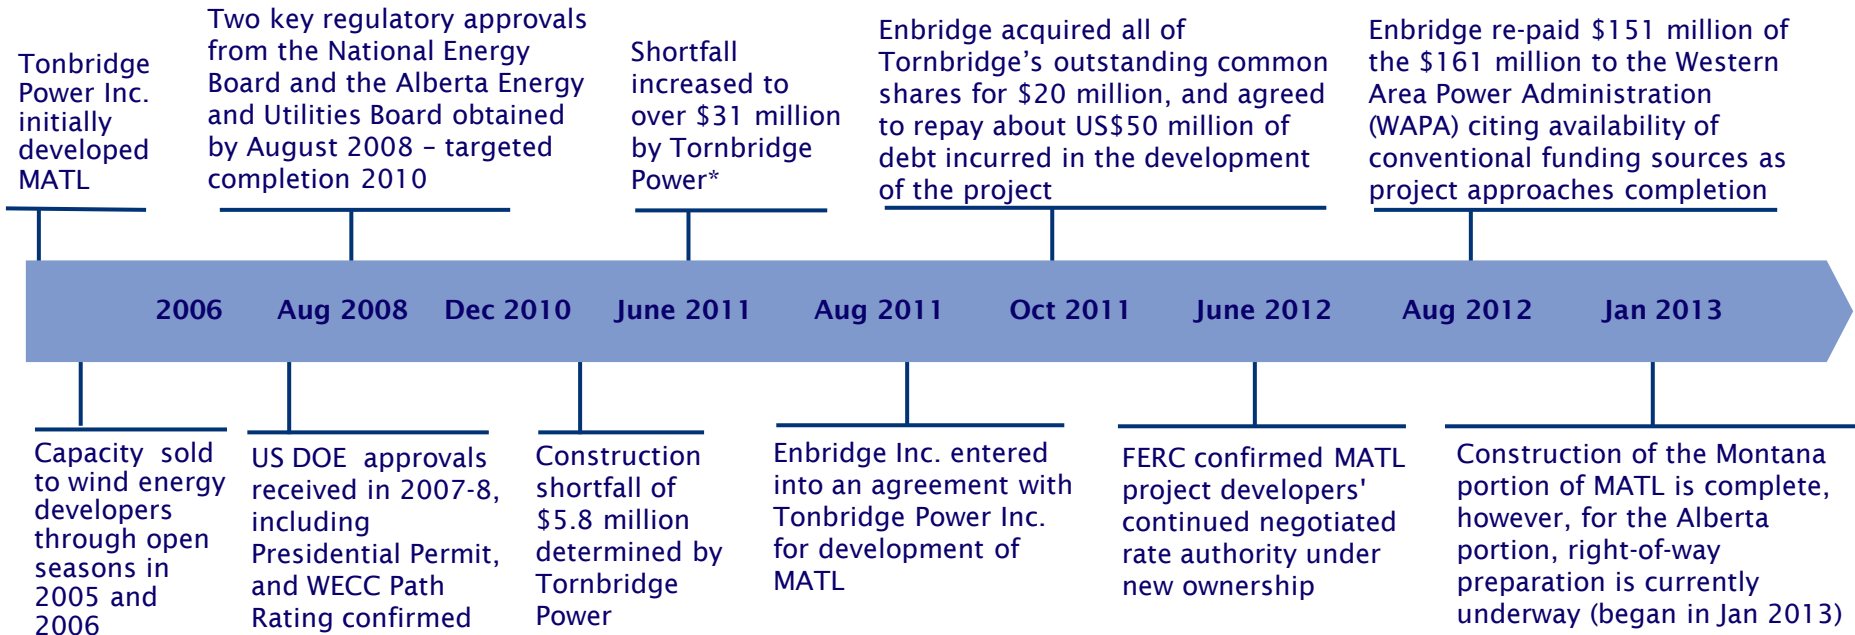 Tonbridge
Power Inc.
initially
developed
MATL
Two key regulatory approvals
from the National Energy
Board and the Alberta Energy
and Utilities Board obtained
by August 2008 – targeted
completion 2010
Shortfall
increased to
over $31 million
by Tornbridge
Power*
Enbridge acquired all of
Tornbridge’s outstanding common
shares for $20 million, and agreed
to repay about US$50 million of
debt incurred in the development
of the project
Enbridge re-paid $151 million of
the $161 million to the Western
Area Power Administration
(WAPA) citing availability of
conventional funding sources as
project approaches completion
2006 Aug 2008 Dec 2010 June 2011 Aug 2011 Oct 2011 June 2012 Aug 2012 Jan 2013
Capacity sold
to wind energy
developers
through open
seasons in
2005 and
2006
US DOE approvals
received in 2007-8,
including
Presidential Permit,
and WECC Path
Rating confirmed
Construction
shortfall of
$5.8 million
determined by
Tornbridge
Power
Enbridge Inc. entered
into an agreement with
Tonbridge Power Inc.
for development of
MATL
FERC confirmed MATL
project developers'
continued negotiated
rate authority under
new ownership
Construction of the Montana
portion of MATL is complete,
however, for the Alberta
portion, right-of-way
preparation is currently
underway (began in Jan 2013)